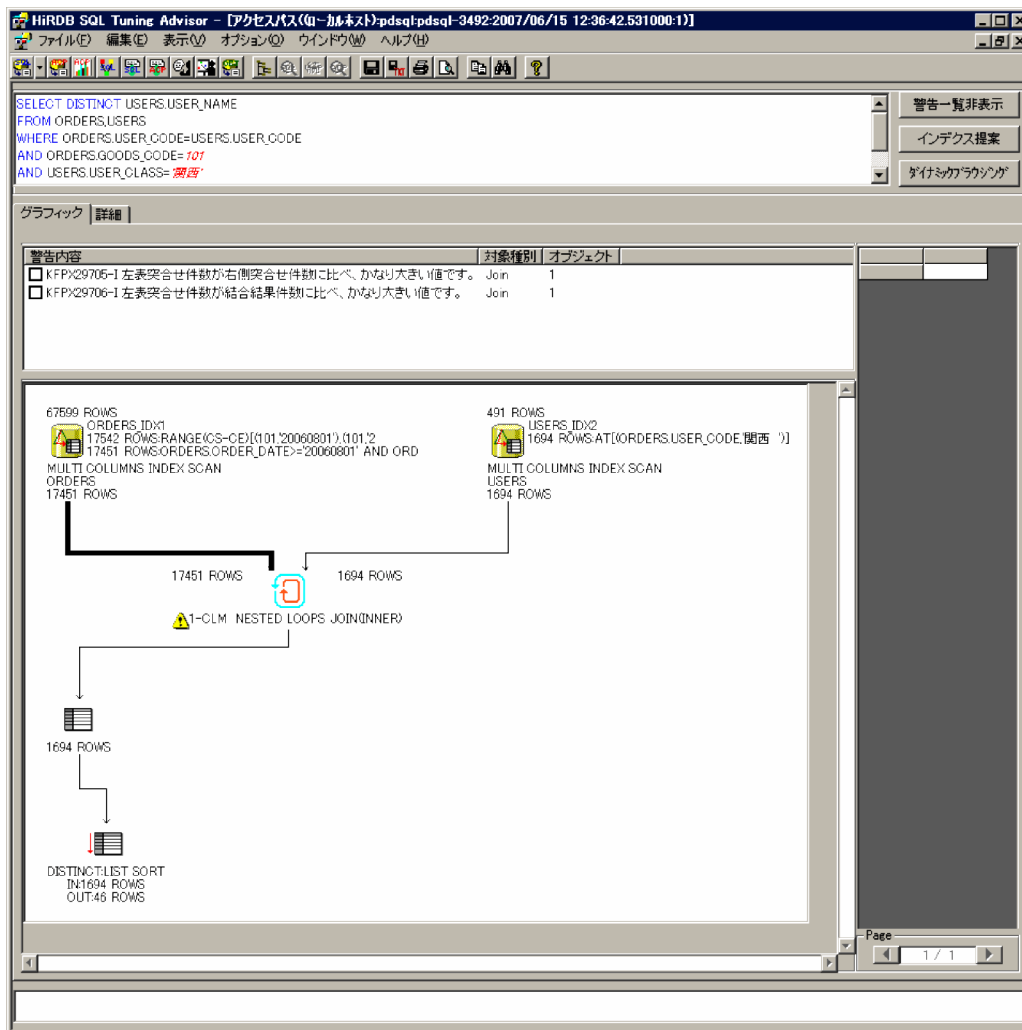 HiRDB SQL Tuning Advisor - [アクセスパス((ローカルホスト):pdsql:pdsql-3492:2007/06/15 12:36:42.531000:1)]
ファイル(F) 編集(E) 表示(V) オプション(O) ウインドウ(W) ヘルプ(H)
SELECT DISTINCT USERS.USER_NAME
FROM ORDERS,USERS
WHERE ORDERS.USER_CODE=USERS.USER_CODE
AND ORDERS.GOODS_CODE=101
AND USERS.USER_CLASS='関西'
警告一覧非表示
インデクス提案
ダイナミックブラウジング
グラフィック 詳細
警告内容 対象種別 オブジェクト
KFPX29705-I 左表突合せ件数が右側突合せ件数に比べ、かなり大きい値です。 Join 1
KFPX29706-I 左表突合せ件数が結合結果件数に比べ、かなり大きい値です。 Join 1
67599 ROWS
ORDERS_IDX1
17542 ROWS:RANGE(CS-CE)[(101,'20060801'),(101,'2
17451 ROWS:ORDERS.ORDER_DATE>='20060801' AND ORD
MULTI COLUMNS INDEX SCAN
ORDERS
17451 ROWS
491 ROWS
USERS_IDX2
1694 ROWS:AT[(ORDERS.USER_CODE,'関西 ')]
MULTI COLUMNS INDEX SCAN
USERS
1694 ROWS
17451 ROWS 1694 ROWS
1-CLM NESTED LOOPS JOIN(INNER)
1694 ROWS
DISTINCT:LIST SORT
IN:1694 ROWS
OUT:46 ROWS
Page
1 / 1